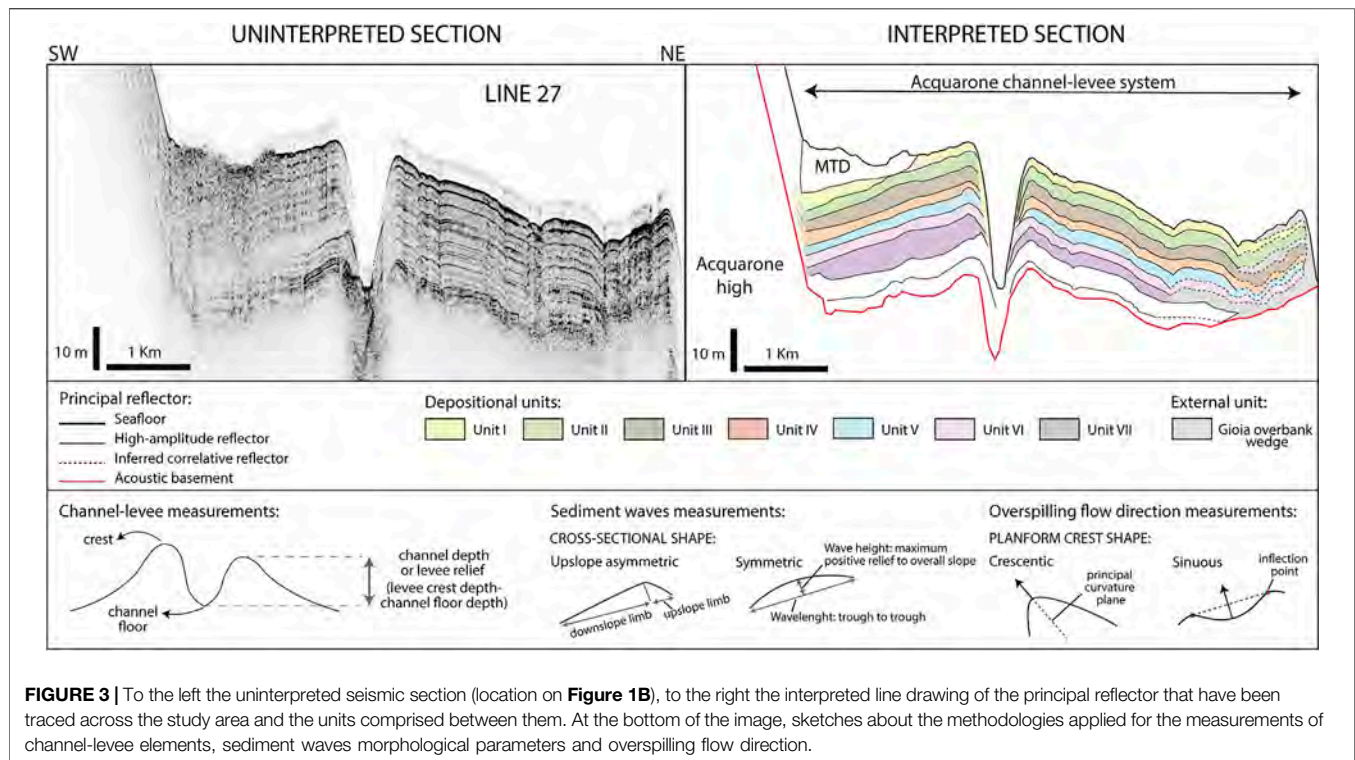 UNINTERPRETED SECTION
INTERPRETED SECTION
SW
NE
LINE 27
10 m
1 Km
Acquarone channel-levee system
MTD
Acquarone
high
10 m
1 Km
Principal reflector:
Seafloor
High-amplitude reflector
Inferred correlative reflector
Acoustic basement
Depositional units:
Unit I
Unit II
Unit III
Unit IV
Unit V
Unit VI
Unit VII
External unit:
Gioia overbank
wedge
Channel-levee measurements:
crest
channel
floor
channel depth
or levee relief
(levee crest depth-
channel floor depth)
Sediment waves measurements:
CROSS-SECTIONAL SHAPE:
Upslope asymmetric
downslope limb
upslope limb
Symmetric
Wave height: maximum
positive relief to overall slope
Wavelenght: trough to trough
Overspilling flow direction measurements:
PLANFORM CREST SHAPE:
Crescentic
principal
curvature
plane
Sinuous
inflection
point
FIGURE 3 | To the left the uninterpreted seismic section (location on Figure 1B), to the right the interpreted line drawing of the principal reflector that have been
traced across the study area and the units comprised between them. At the bottom of the image, sketches about the methodologies applied for the measurements of
channel-levee elements, sediment waves morphological parameters and overspilling flow direction.